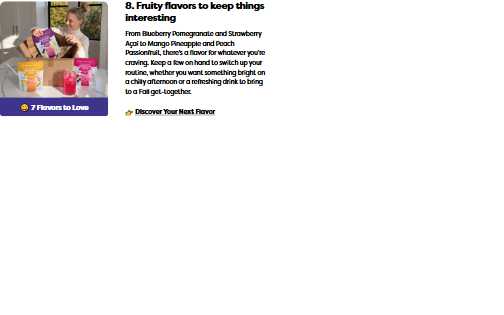 8. Fruity flavors to keep things
interesting
From Blueberry Pomegranate and Strawberry
Açaí to Mango Pineapple and Peach
Passionfruit, there's a flavor for whatever you're
craving. Keep a few on hand to switch up your
routine, whether you want something bright on
a chilly afternoon or a refreshing drink to bring
to a Fall get-together.
👉 Discover Your Next Flavor
😀 7 Flavors to Love